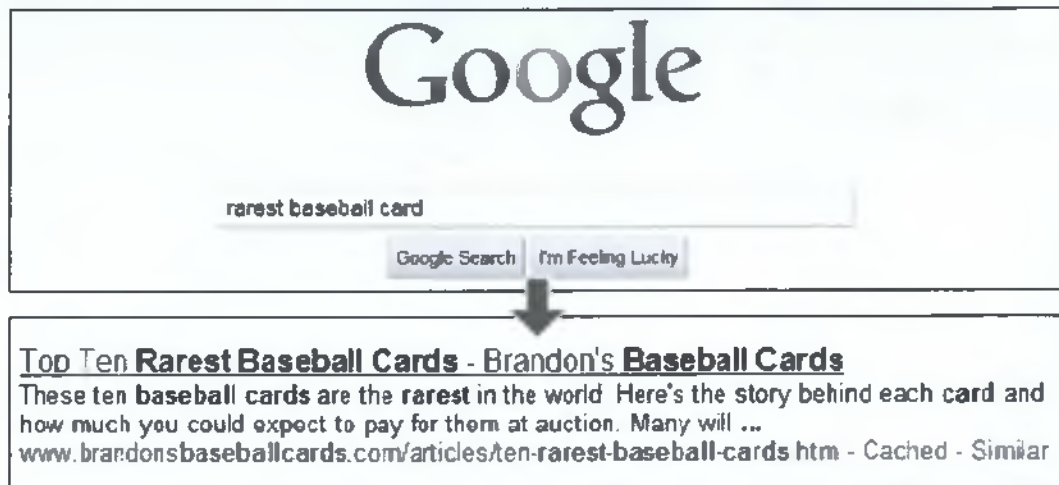 Google
rarest baseball card
Google Search I'm Feeling Lucky
Top Ten Rarest Baseball Cards - Brandon's Baseball Cards
These ten baseball cards are the rarest in the world Here's the story behind each card and
how much you could expect to pay for them at auction. Many will ...
www.brandonsbaseballcards.com/articles/ten-rarest-baseball-cards htm - Cached - Similar